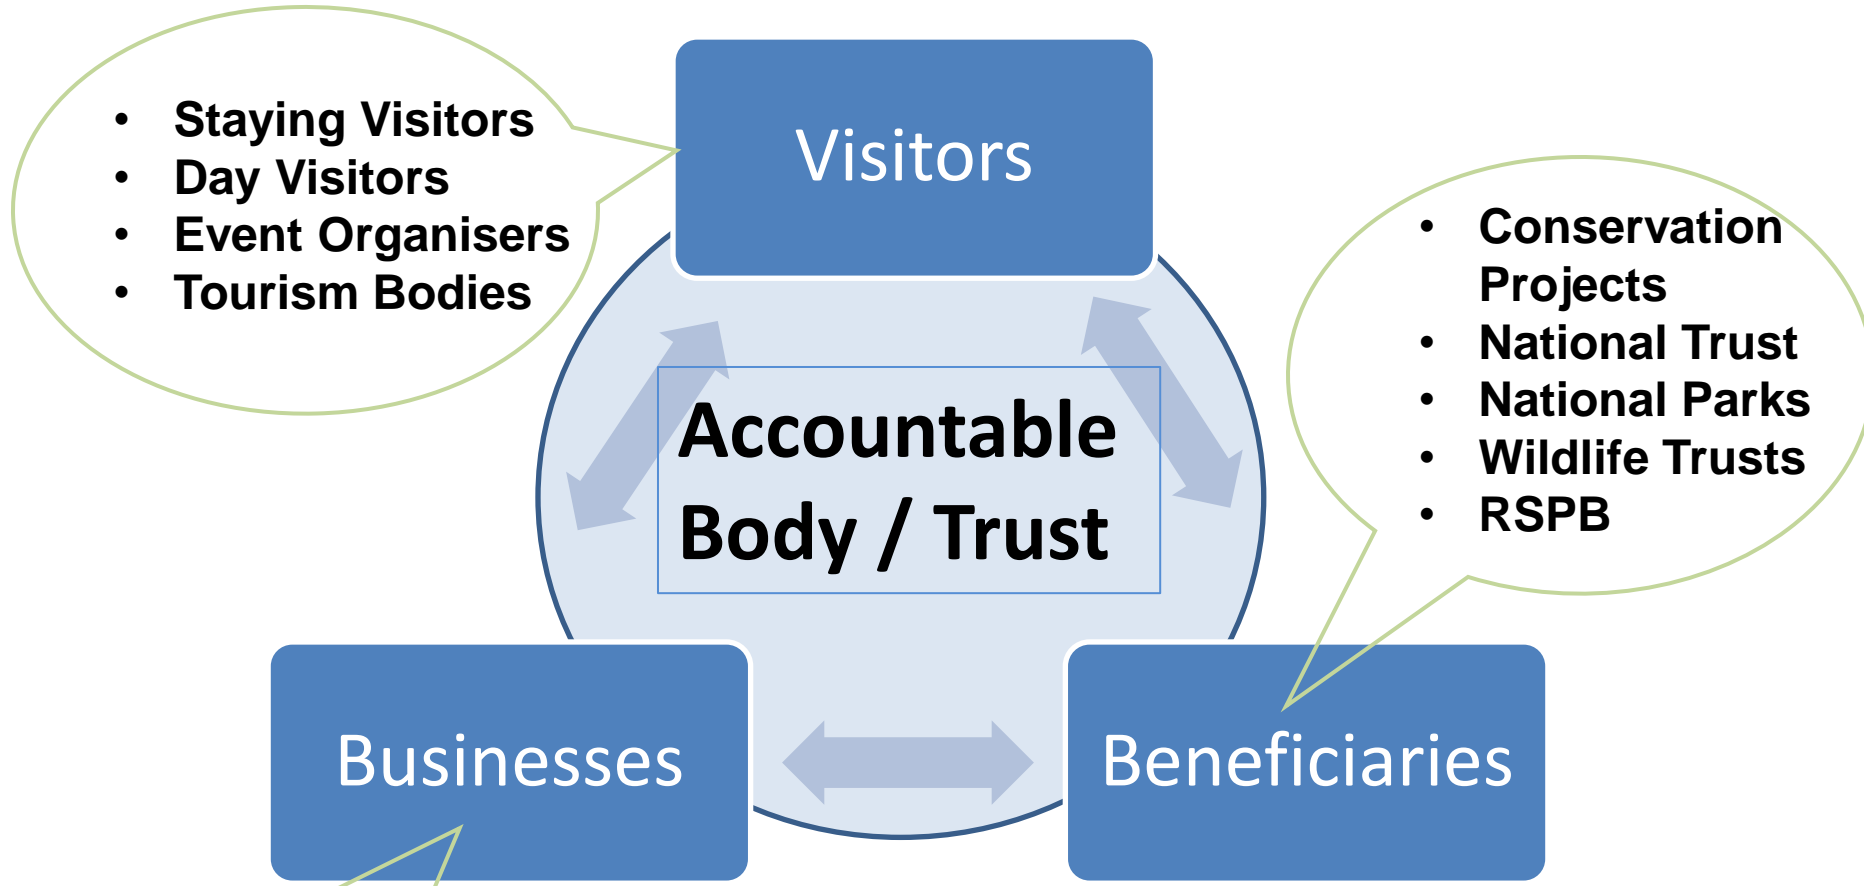 • Staying Visitors
• Day Visitors
• Event Organisers
• Tourism Bodies
Visitors
• Conservation
Projects
• National Trust
• National Parks
• Wildlife Trusts
• RSPB
Accountable
Body / Trust
Businesses
Beneficiaries